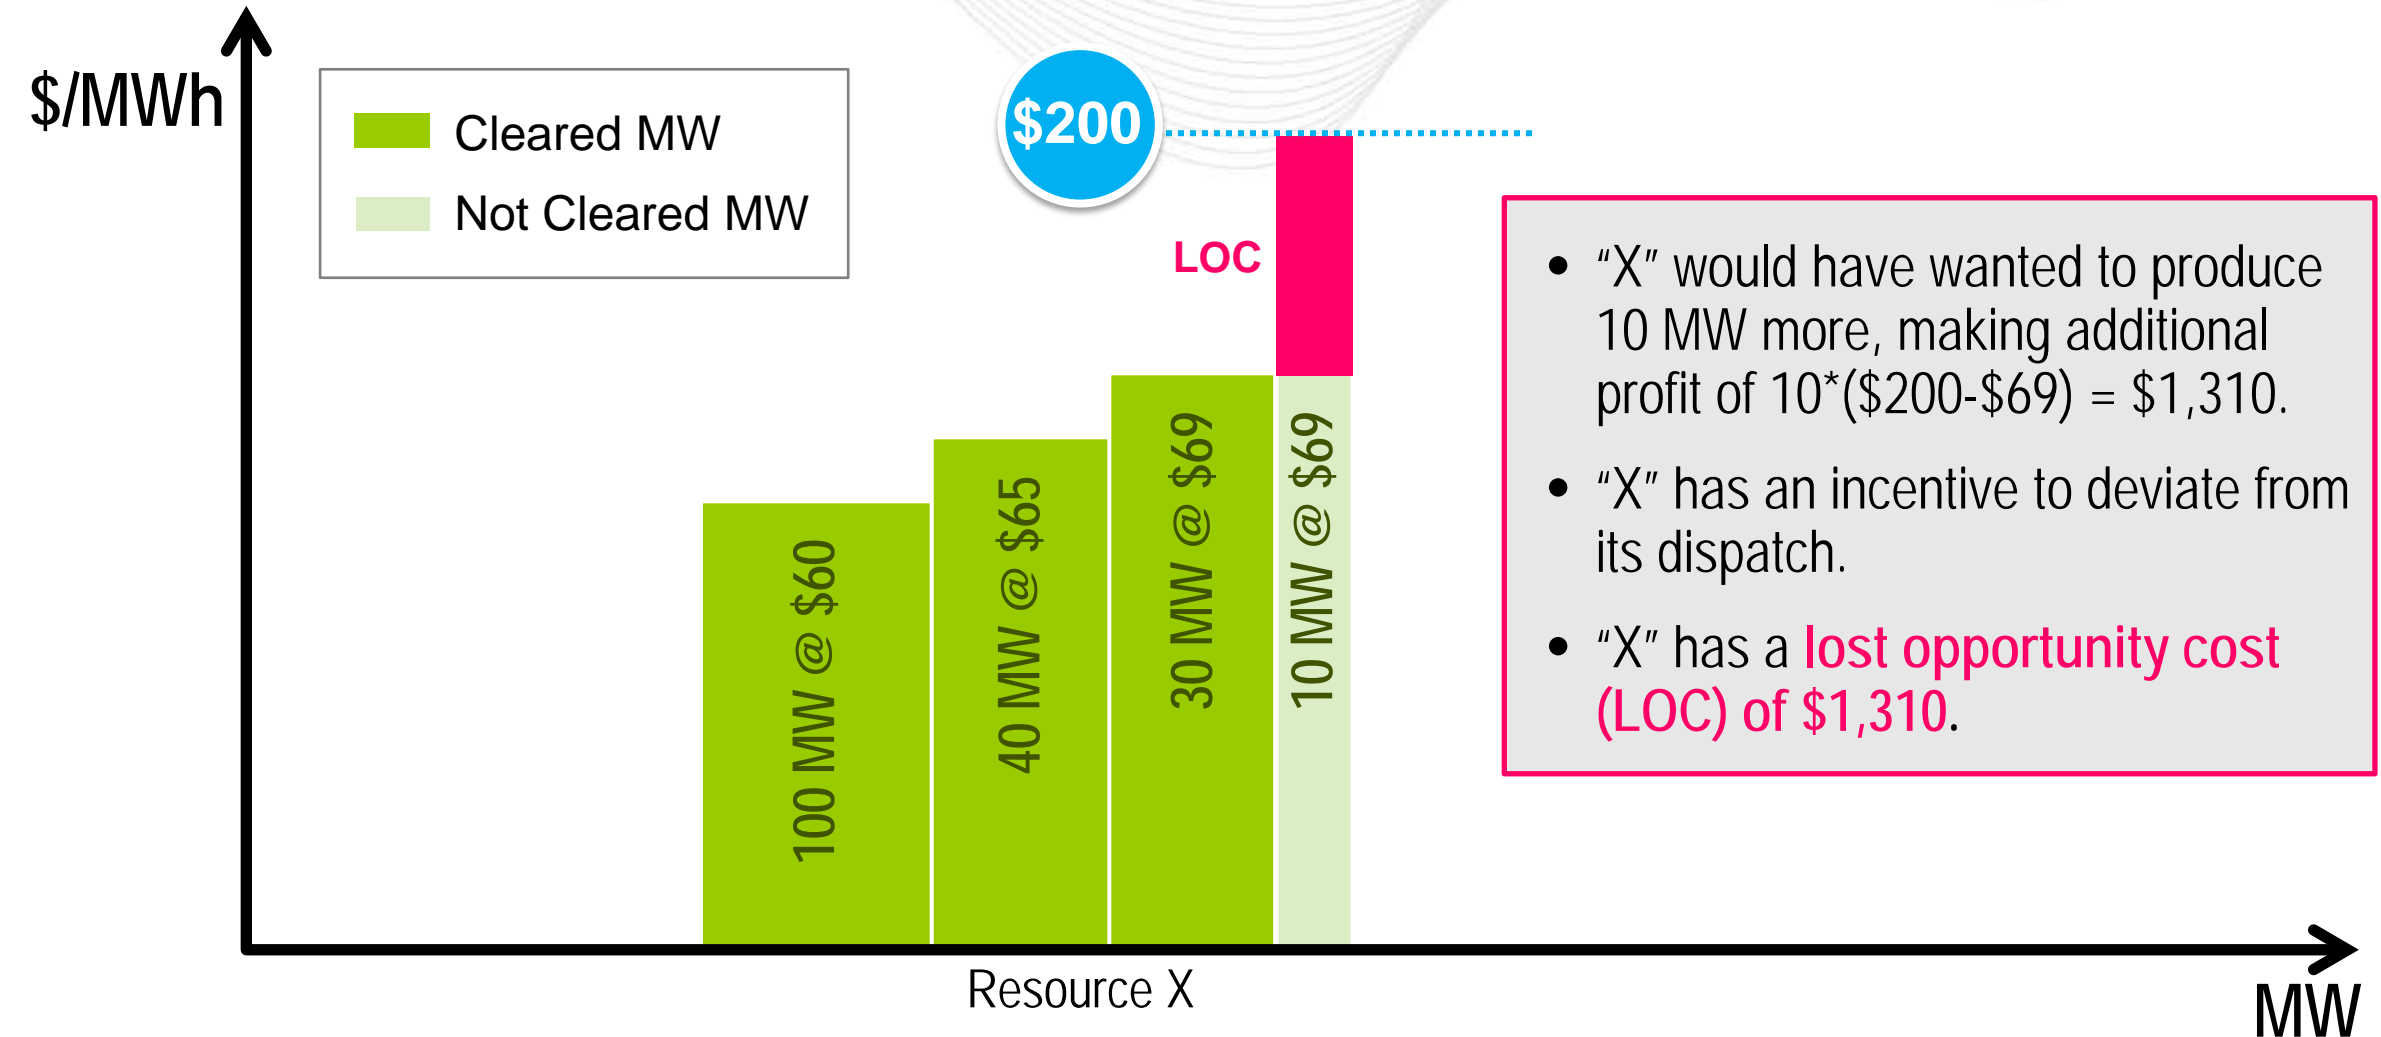 $/MWh
Cleared MW
Not Cleared MW
$200
LOC
100 MW @ $60
40 MW @ $65
30 MW @ $69
10 MW @ $69
Resource X
MW
• “X” would have wanted to produce
10 MW more, making additional
profit of 10*($200-$69) = $1,310.
• “X” has an incentive to deviate from
its dispatch.
• “X” has a lost opportunity cost
(LOC) of $1,310.